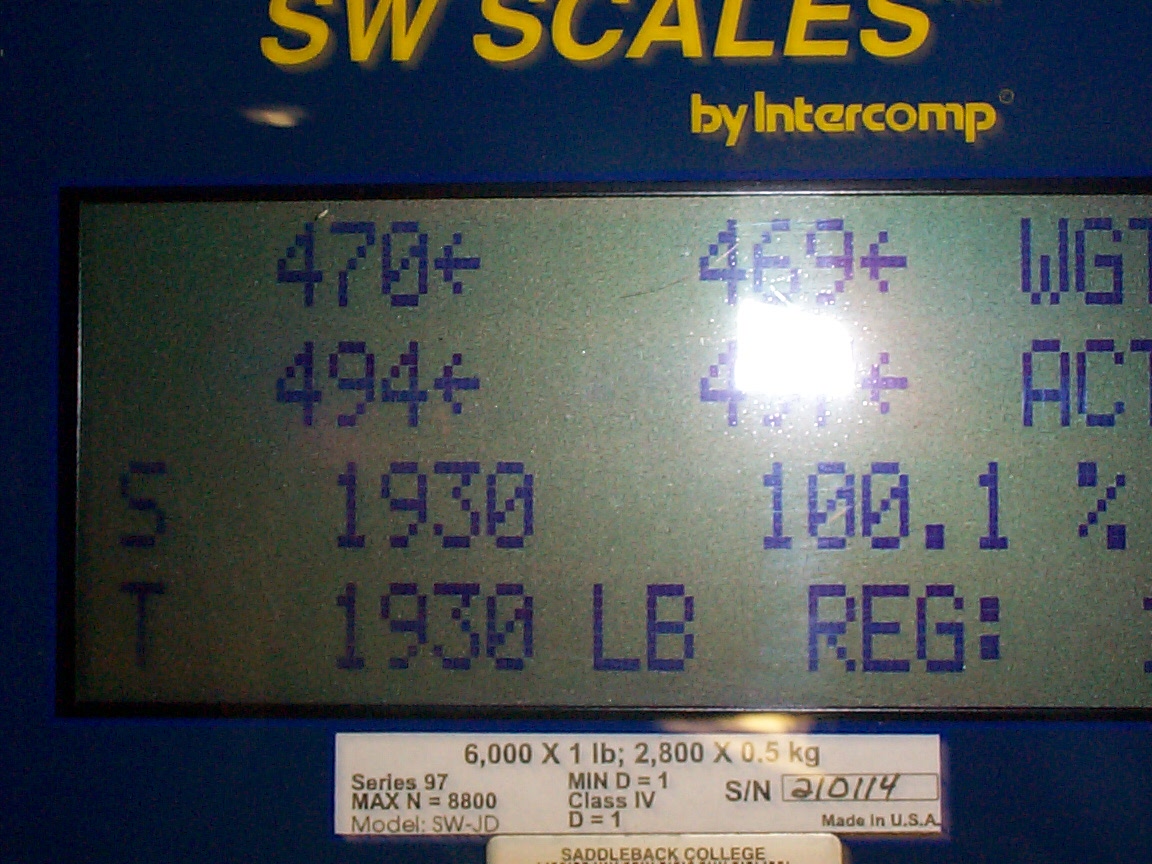 SW SCALES
by Intercomp
470← 469← WGT
494← ACT
S 1930 100.1 %
T 1930 LB REG:
6,000 X 1 lb; 2,800 X 0.5 kg
Series 97 MIN D = 1 S/N 210114
MAX N = 8800 Class IV
Model: SW-JD D = 1 Made in U.S.A.
SADDLEBACK COLLEGE